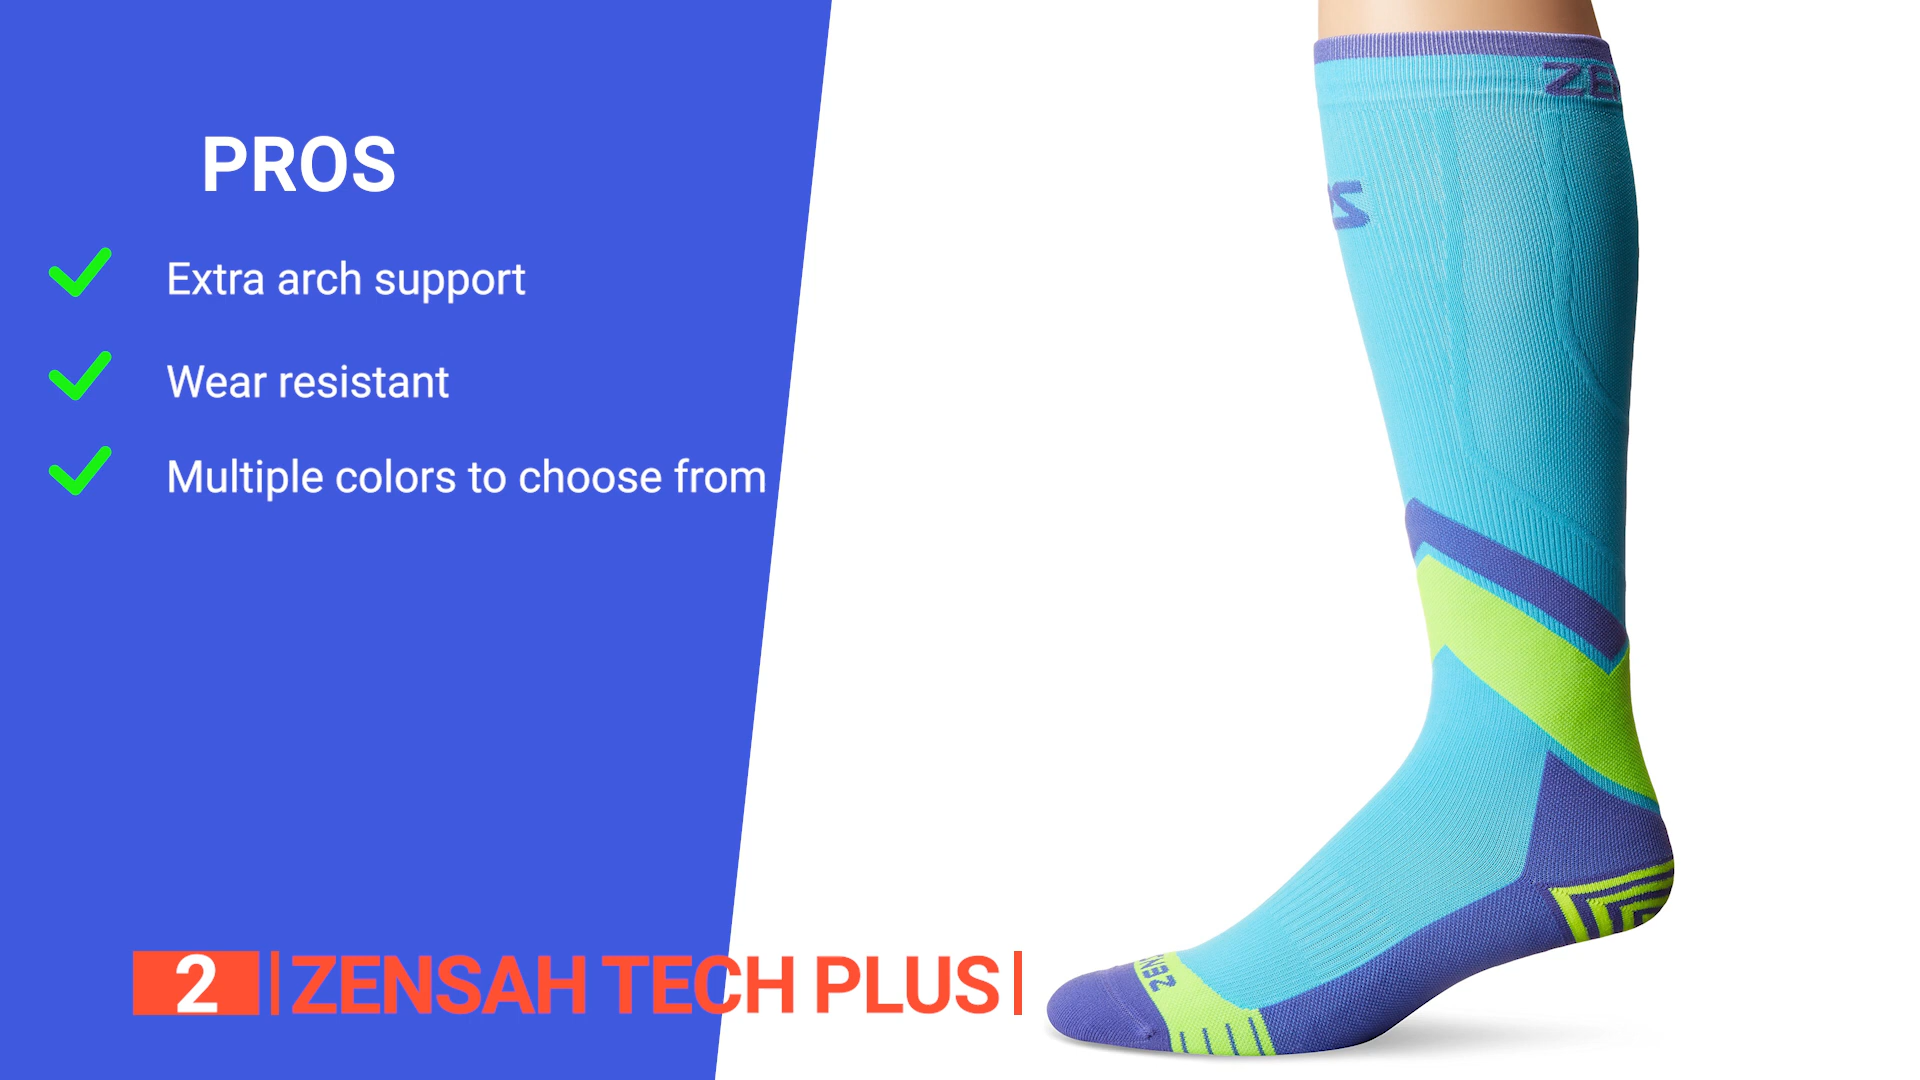 PROS
Extra arch support
Wear resistant
Multiple colors to choose from
2 ZENSAH TECH PLUS